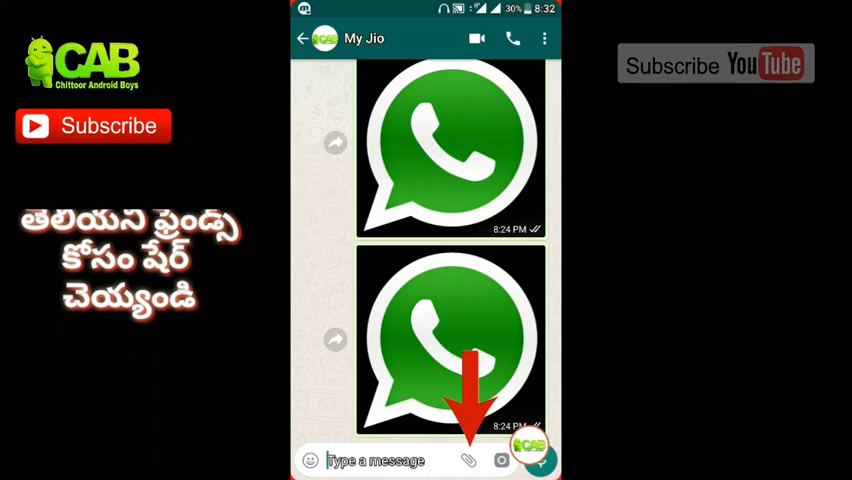 CAB
Chittoor Android Boys
Subscribe
తెలియని ఫ్రెండ్స్
కోసం షేర్
చెయ్యండి
30% 8:32
My Jio
8:24 PM
8:24 PM
CAB
Type a message
Subscribe YouTube